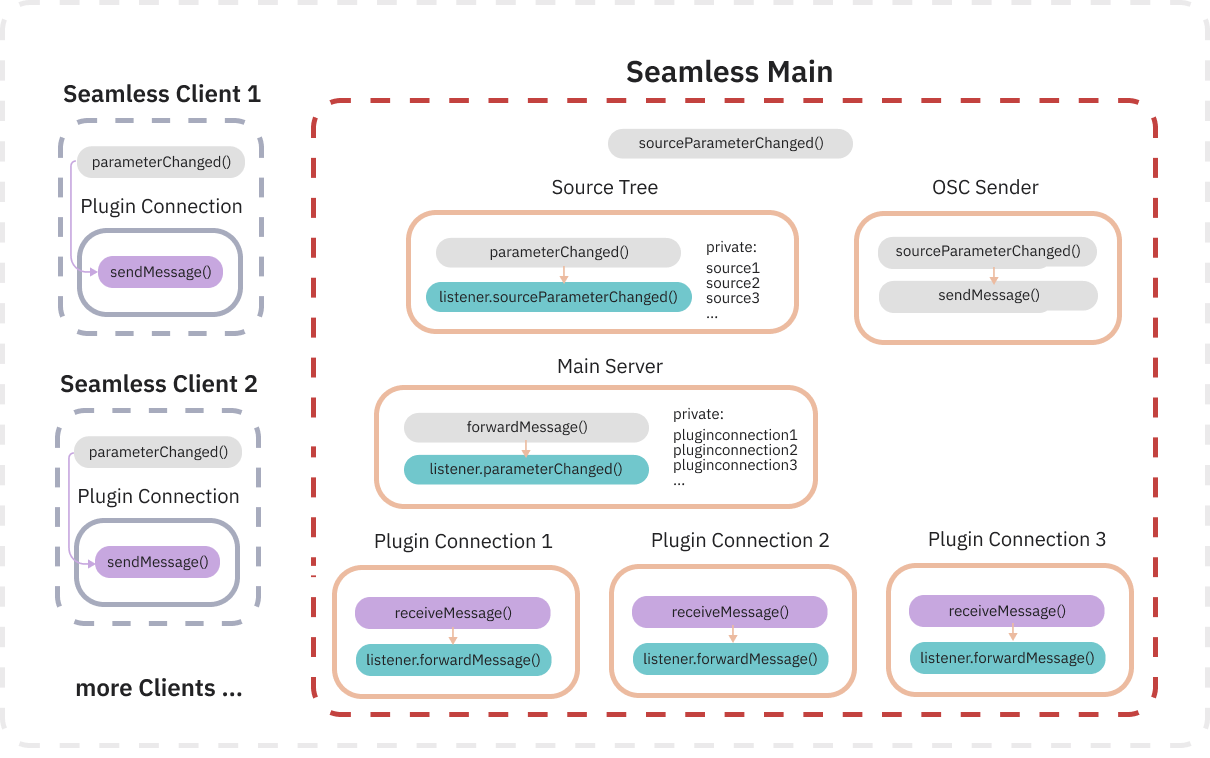 Seamless Client 1
parameterChanged()
Plugin Connection
sendMessage()
Seamless Client 2
parameterChanged()
Plugin Connection
sendMessage()
more Clients ...
Seamless Main
sourceParameterChanged()
Source Tree
parameterChanged()
listener.sourceParameterChanged()
private:
source1
source2
source3
...
OSC Sender
sourceParameterChanged()
sendMessage()
Main Server
forwardMessage()
listener.parameterChanged()
private:
pluginconnection1
pluginconnection2
pluginconnection3
...
Plugin Connection 1
receiveMessage()
listener.forwardMessage()
Plugin Connection 2
receiveMessage()
listener.forwardMessage()
Plugin Connection 3
receiveMessage()
listener.forwardMessage()